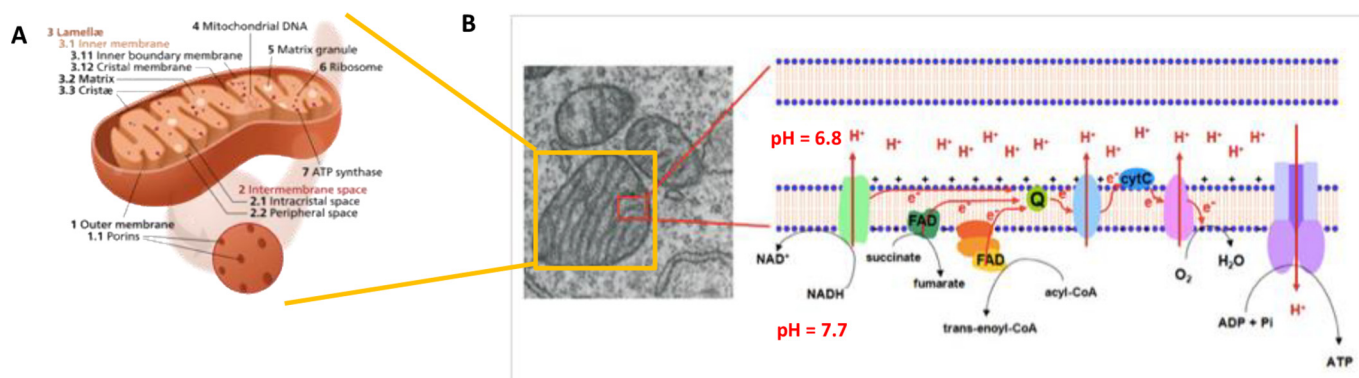 A
3 Lamellæ
3.1 Inner membrane
3.11 Inner boundary membrane
3.12 Cristal membrane
3.2 Matrix
3.3 Cristæ
4 Mitochondrial DNA
5 Matrix granule
6 Ribosome
7 ATP synthase
2 Intermembrane space
2.1 Intracristal space
2.2 Peripheral space
1 Outer membrane
1.1 Porins
B
pH = 6.8
H⁺ H⁺ H⁺ H⁺ H⁺ H⁺ H⁺ H⁺ H⁺ H⁺ H⁺ H⁺ H⁺ H⁺ H⁺ H⁺
+ + + + + + + + + + + + + + +
e⁻ e⁻ e⁻ e⁻ e⁻ e⁻ e⁻
Q
cytC
FAD
FAD
NAD⁺
NADH
succinate
fumarate
acyl-CoA
trans-enoyl-CoA
O₂
H₂O
ADP + Pi
H⁺
ATP
pH = 7.7